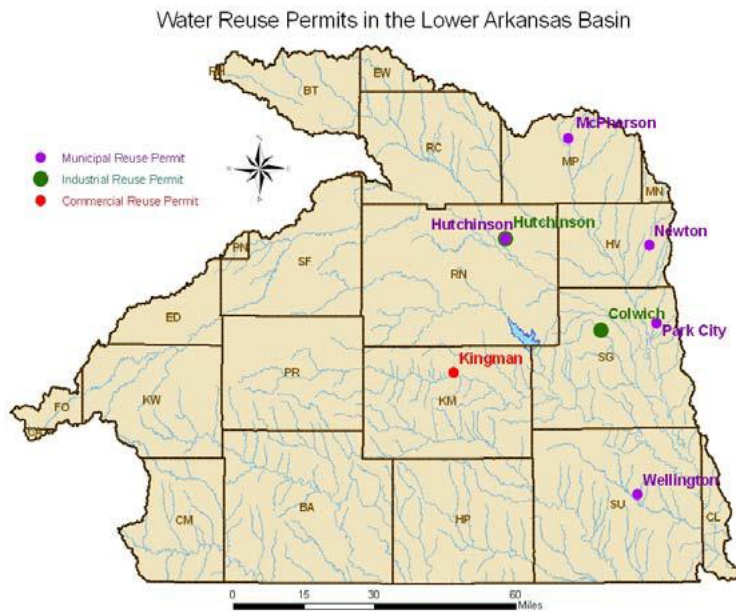 Water Reuse Permits in the Lower Arkansas Basin
RH
BT
EW
McPherson
Municipal Reuse Permit
Industrial Reuse Permit
Commercial Reuse Permit
RC
MP
MN
Hutchinson
Hutchinson
Newton
PN
SF
RN
HV
ED
Colwich
Park City
Kingman
SG
FO
KW
PR
KM
Wellington
CM
BA
HP
SU
CL
0 15 30 60
Miles